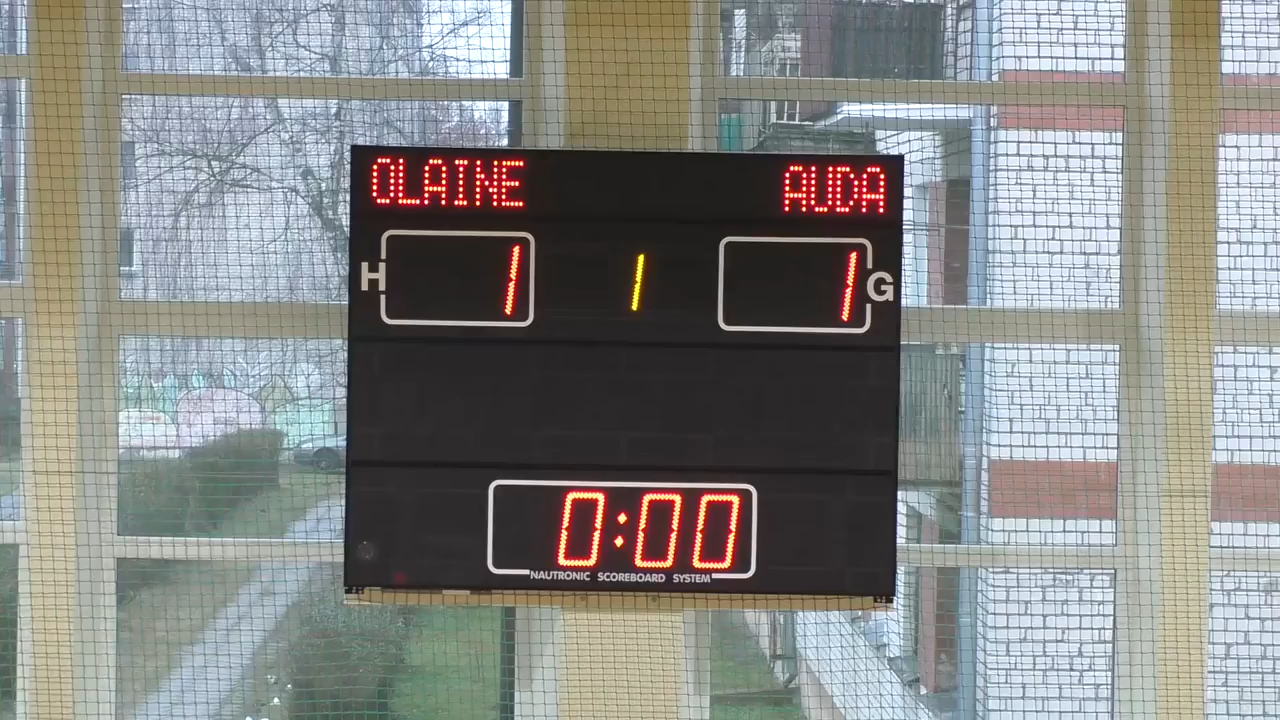 OLAINE AUDA
H 1 1 1 G
0:00
NAUTRONIC SCOREBOARD SYSTEM